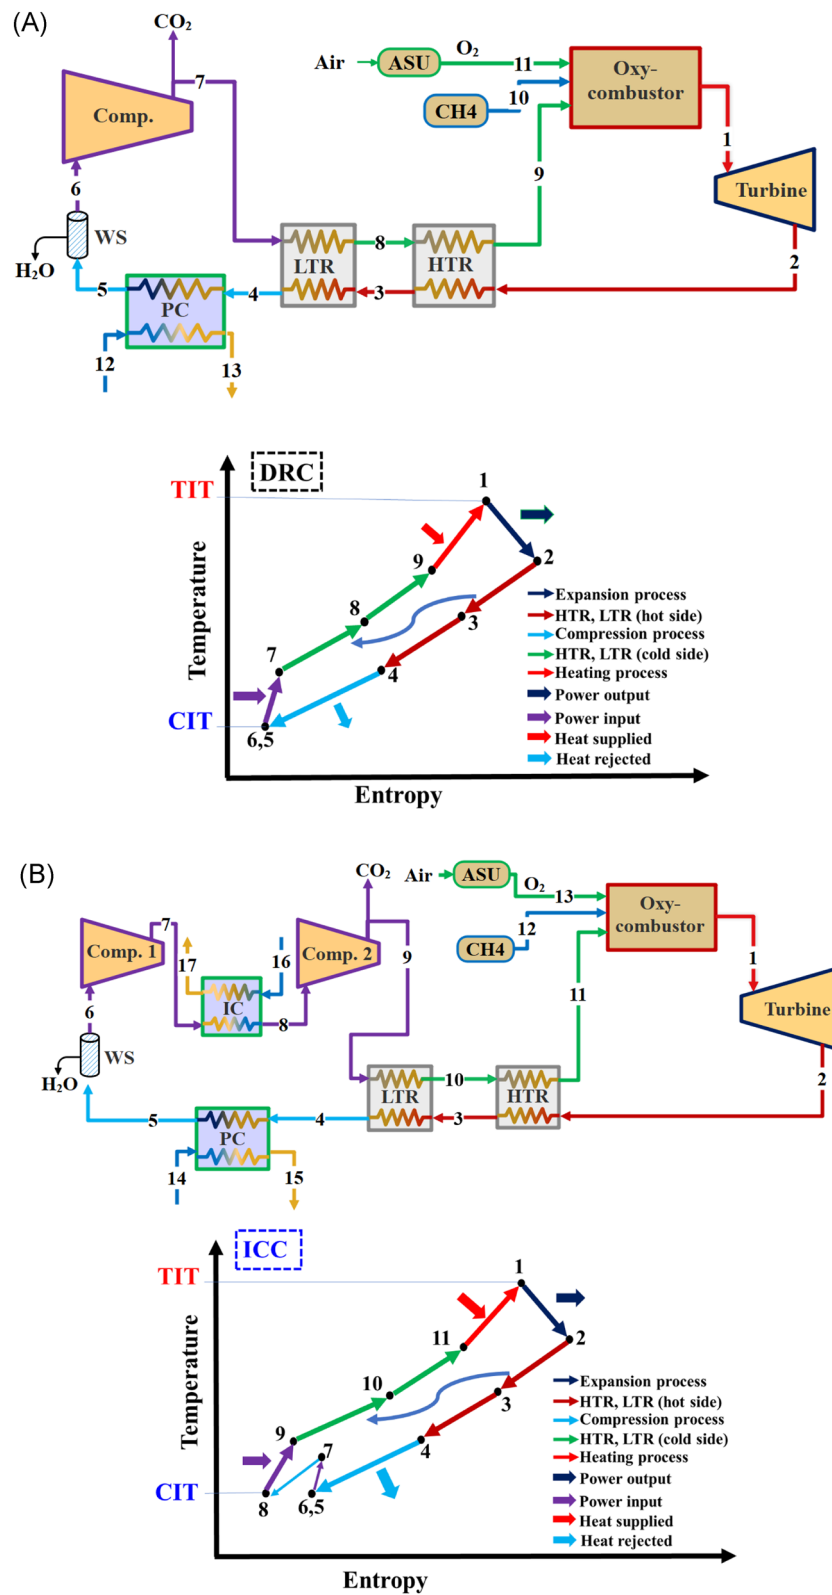 (A)
CO2
7
Comp.
6
WS
H2O
5
PC
4
12
13
Air
ASU
O2
11
CH4
10
Oxy-
combustor
9
1
Turbine
2
LTR
8
HTR
3
DRC
TIT
CIT
Temperature
Entropy
1
2
3
4
6,5
7
8
9
Expansion process
HTR, LTR (hot side)
Compression process
HTR, LTR (cold side)
Heating process
Power output
Power input
Heat supplied
Heat rejected
(B)
CO2
Comp. 1
7
17
16
IC
8
Comp. 2
9
6
WS
H2O
5
PC
4
14
15
Air
ASU
O2
13
CH4
12
Oxy-
combustor
11
1
Turbine
2
LTR
10
HTR
3
ICC
TIT
CIT
Temperature
Entropy
1
2
3
4
6,5
7
8
9
10
11
Expansion process
HTR, LTR (hot side)
Compression process
HTR, LTR (cold side)
Heating process
Power output
Power input
Heat supplied
Heat rejected